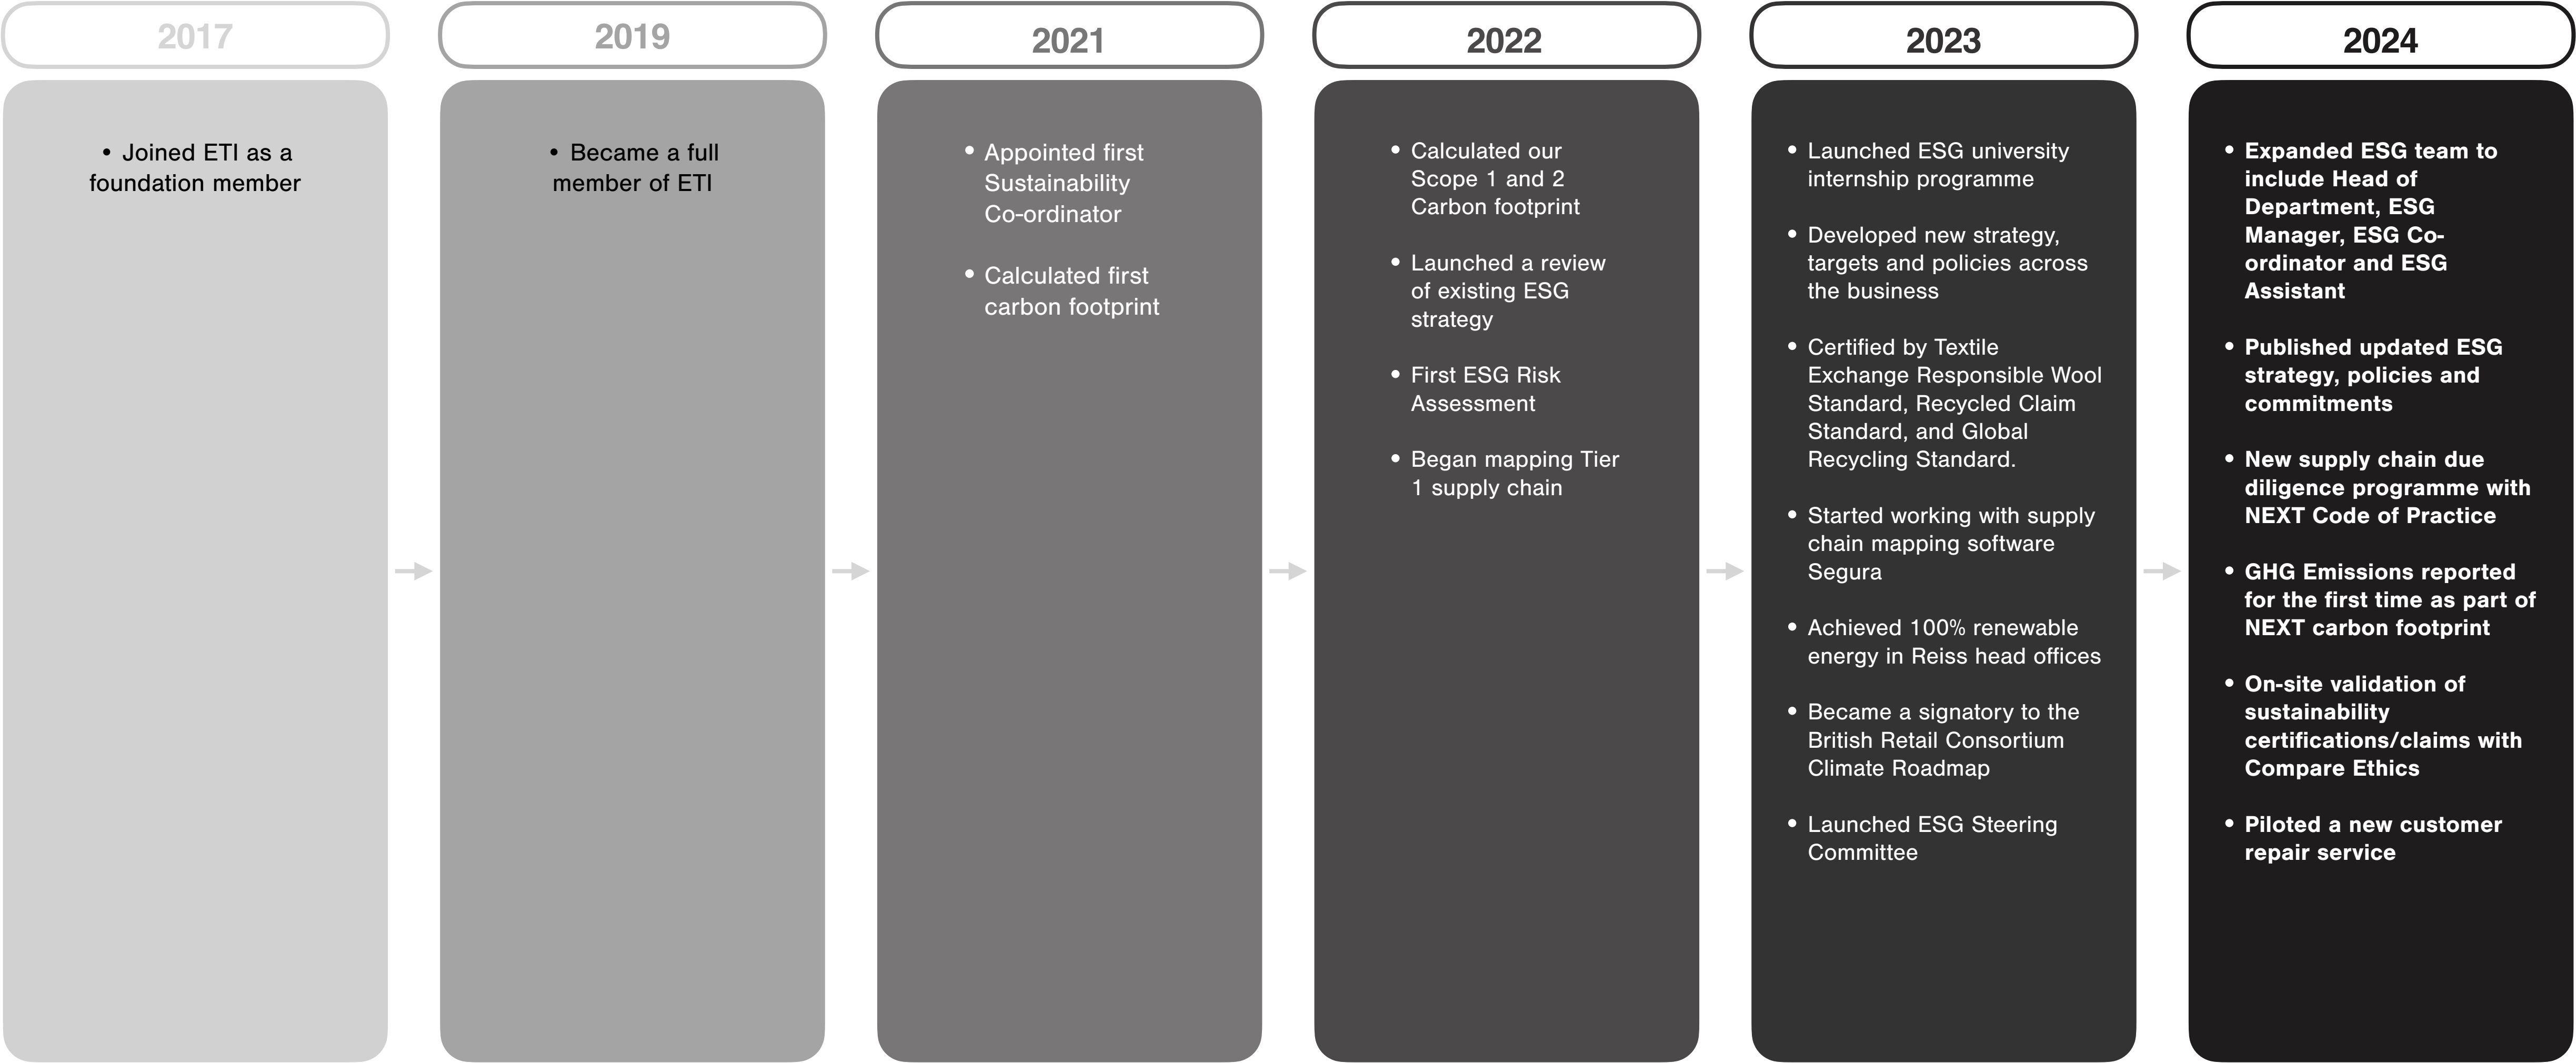 2017
• Joined ETI as a
foundation member
2019
• Became a full
member of ETI
2021
• Appointed first
Sustainability
Co-ordinator
• Calculated first
carbon footprint
2022
• Calculated our
Scope 1 and 2
Carbon footprint
• Launched a review
of existing ESG
strategy
• First ESG Risk
Assessment
• Began mapping Tier
1 supply chain
2023
• Launched ESG university
internship programme
• Developed new strategy,
targets and policies across
the business
• Certified by Textile
Exchange Responsible Wool
Standard, Recycled Claim
Standard, and Global
Recycling Standard.
• Started working with supply
chain mapping software
Segura
• Achieved 100% renewable
energy in Reiss head offices
• Became a signatory to the
British Retail Consortium
Climate Roadmap
• Launched ESG Steering
Committee
2024
• Expanded ESG team to
include Head of
Department, ESG
Manager, ESG Co-
ordinator and ESG
Assistant
• Published updated ESG
strategy, policies and
commitments
• New supply chain due
diligence programme with
NEXT Code of Practice
• GHG Emissions reported
for the first time as part of
NEXT carbon footprint
• On-site validation of
sustainability
certifications/claims with
Compare Ethics
• Piloted a new customer
repair service